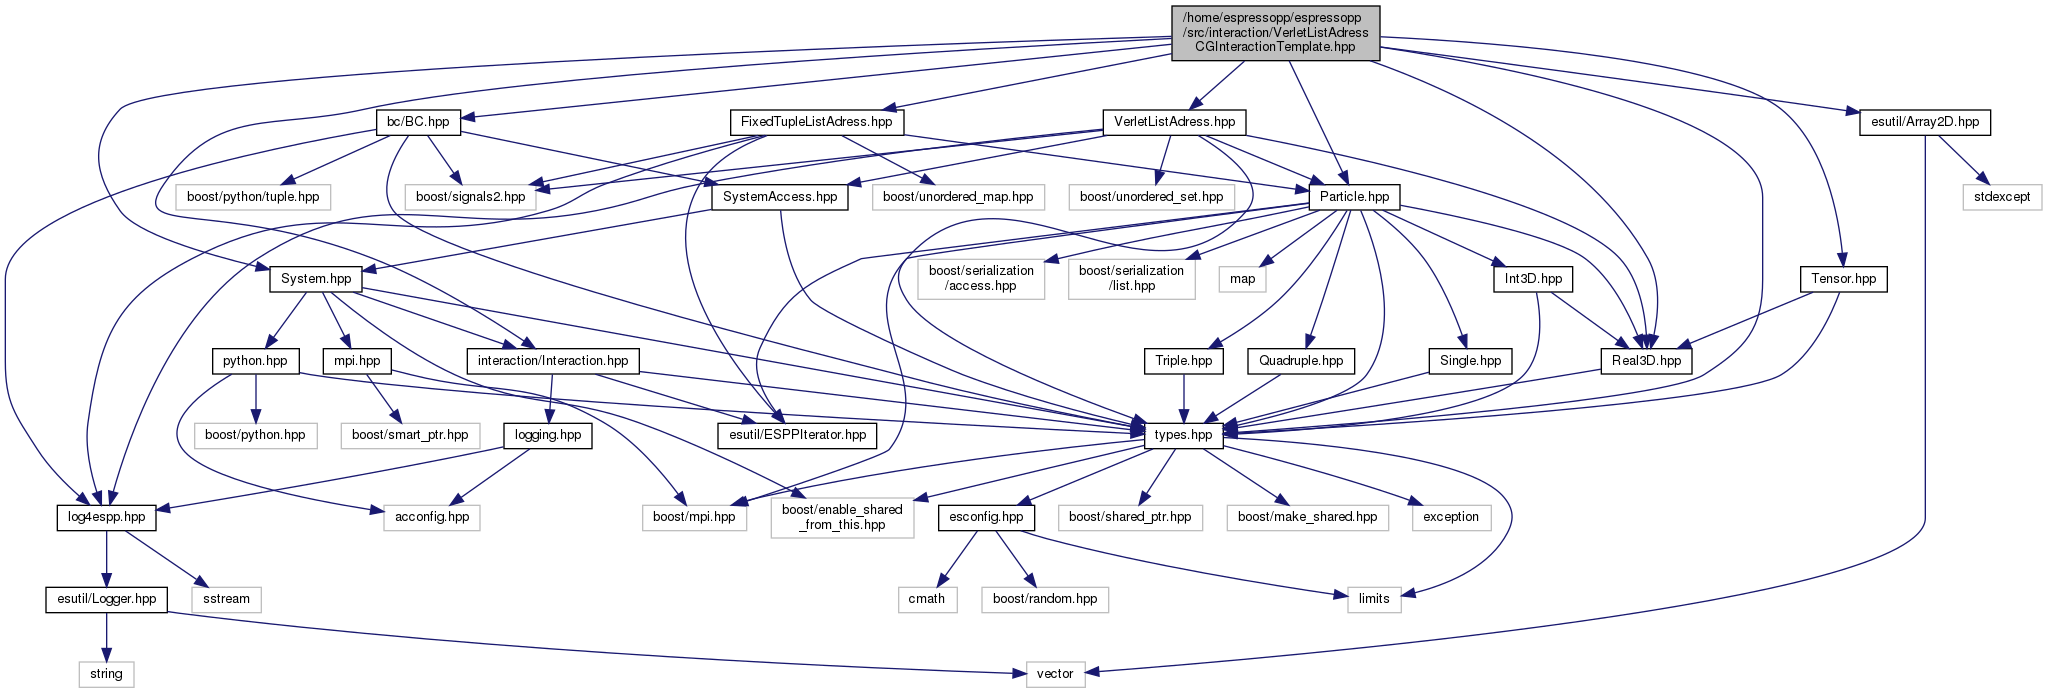 /home/espressopp/espressopp
/src/interaction/VerletListAdress
CGInteractionTemplate.hpp
bc/BC.hpp
FixedTupleListAdress.hpp
VerletListAdress.hpp
esutil/Array2D.hpp
boost/python/tuple.hpp
boost/signals2.hpp
SystemAccess.hpp
boost/unordered_map.hpp
boost/unordered_set.hpp
Particle.hpp
stdexcept
System.hpp
boost/serialization
/access.hpp
boost/serialization
/list.hpp
map
Int3D.hpp
Tensor.hpp
python.hpp
mpi.hpp
interaction/Interaction.hpp
Triple.hpp
Quadruple.hpp
Single.hpp
Real3D.hpp
boost/python.hpp
boost/smart_ptr.hpp
logging.hpp
esutil/ESPPIterator.hpp
types.hpp
log4espp.hpp
acconfig.hpp
boost/mpi.hpp
boost/enable_shared
_from_this.hpp
esconfig.hpp
boost/shared_ptr.hpp
boost/make_shared.hpp
exception
esutil/Logger.hpp
sstream
cmath
boost/random.hpp
limits
string
vector